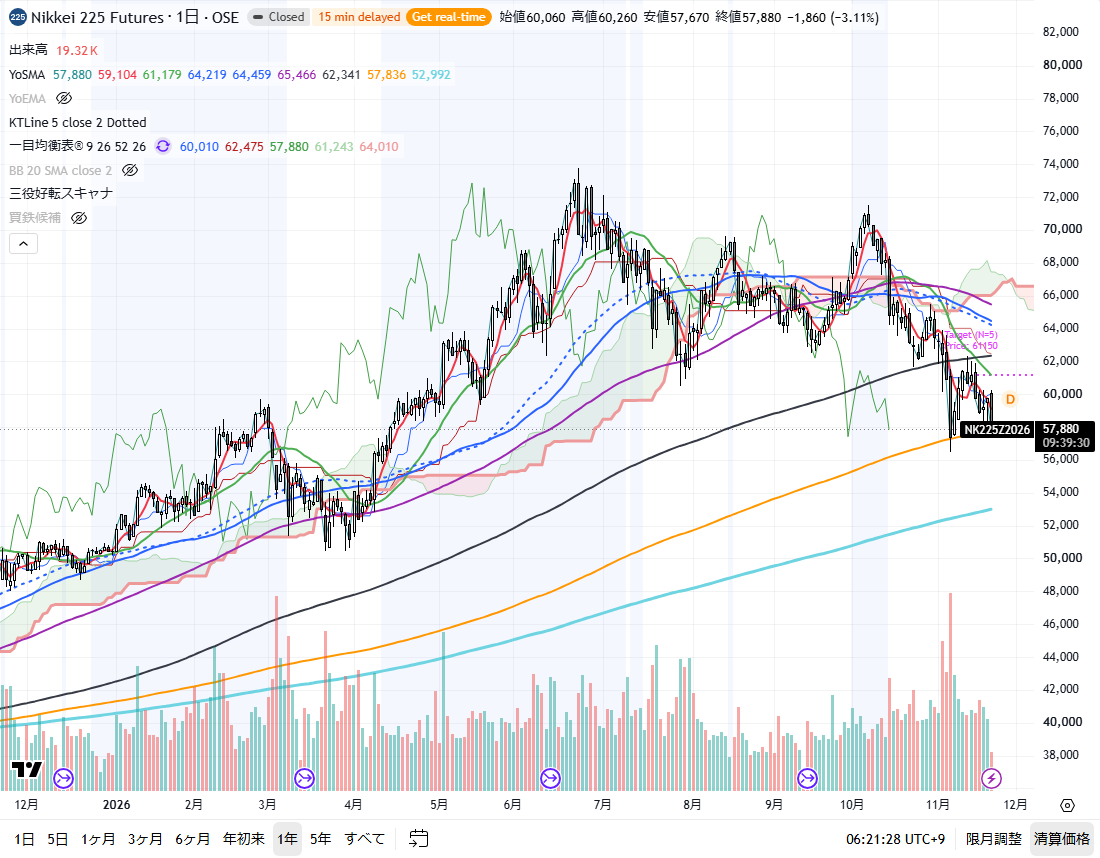 225 Nikkei 225 Futures · 1日 · OSE Closed 15 min delayed Get real-time 始値60,060 高値60,260 安値57,670 終値57,880 −1,860 (−3.11%)
出来高 19.32 K
YoSMA 57,880 59,104 61,179 64,219 64,459 65,466 62,341 57,836 52,992
YoEMA
KTLine 5 close 2 Dotted
一目均衡表® 9 26 52 26 60,010 62,475 57,880 61,243 64,010
BB 20 SMA close 2
三役好転スキャナ
買鉄候補
82,000
80,000
78,000
76,000
74,000
72,000
70,000
68,000
66,000
64,000
62,000
60,000
Target (N=5)
Price: 61150
D
NK225Z2026 57,880
09:39:30
56,000
54,000
52,000
50,000
48,000
46,000
44,000
42,000
40,000
38,000
12月 2026 2月 3月 4月 5月 6月 7月 8月 9月 10月 11月 12月
1日 5日 1ヶ月 3ヶ月 6ヶ月 年初来 1年 5年 すべて 06:21:28 UTC+9 限月調整 清算価格